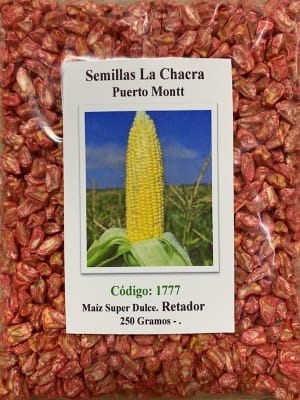 Semillas La Chacra
Puerto Montt
Código: 1777
Maíz Super Dulce. Retador
250 Gramos - .